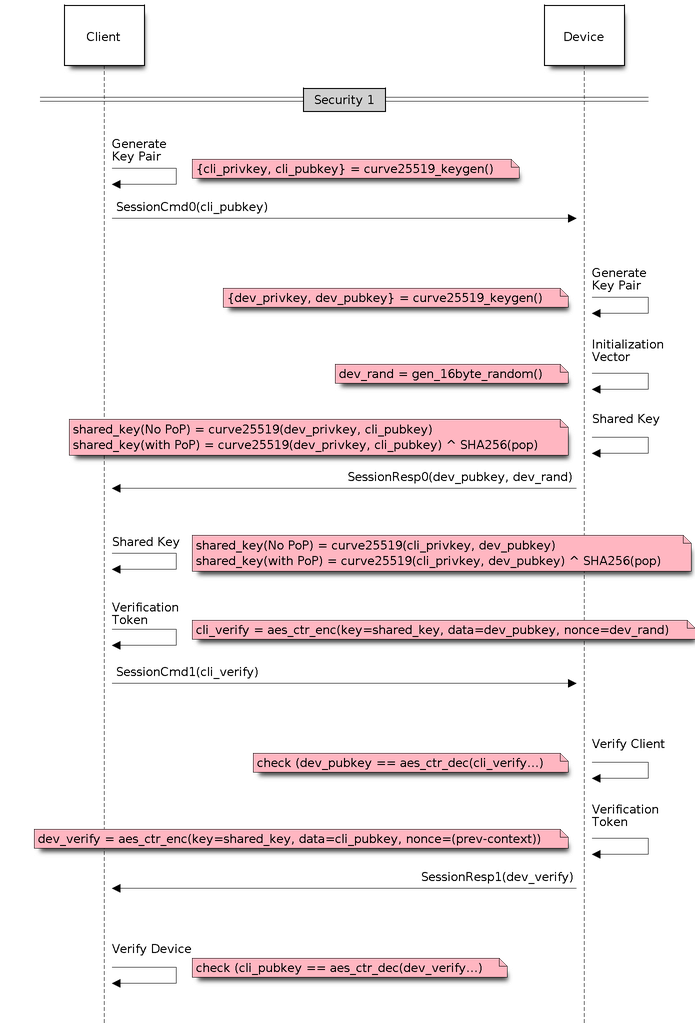 Client
Device
Security 1
Generate
Key Pair
{cli_privkey, cli_pubkey} = curve25519_keygen()
SessionCmd0(cli_pubkey)
Generate
Key Pair
{dev_privkey, dev_pubkey} = curve25519_keygen()
Initialization
Vector
dev_rand = gen_16byte_random()
Shared Key
shared_key(No PoP) = curve25519(dev_privkey, cli_pubkey)
shared_key(with PoP) = curve25519(dev_privkey, cli_pubkey) ^ SHA256(pop)
SessionResp0(dev_pubkey, dev_rand)
Shared Key
shared_key(No PoP) = curve25519(cli_privkey, dev_pubkey)
shared_key(with PoP) = curve25519(cli_privkey, dev_pubkey) ^ SHA256(pop)
Verification
Token
cli_verify = aes_ctr_enc(key=shared_key, data=dev_pubkey, nonce=dev_rand)
SessionCmd1(cli_verify)
Verify Client
check (dev_pubkey == aes_ctr_dec(cli_verify...)
Verification
Token
dev_verify = aes_ctr_enc(key=shared_key, data=cli_pubkey, nonce=(prev-context))
SessionResp1(dev_verify)
Verify Device
check (cli_pubkey == aes_ctr_dec(dev_verify...)